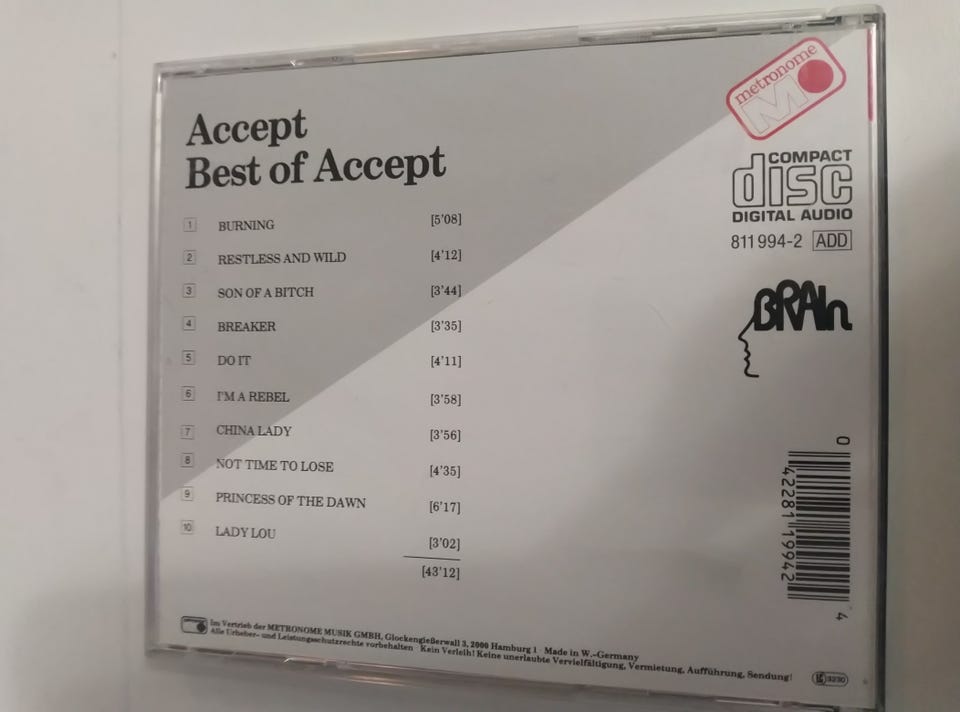 Accept
Best of Accept
1 BURNING [5'08]
2 RESTLESS AND WILD [4'12]
3 SON OF A BITCH [3'44]
4 BREAKER [3'35]
5 DO IT [4'11]
6 I'M A REBEL [3'58]
7 CHINA LADY [3'56]
8 NOT TIME TO LOSE [4'35]
9 PRINCESS OF THE DAWN [6'17]
10 LADY LOU [3'02]
[43'12]
metronome
M
COMPACT
disc
DIGITAL AUDIO
811 994-2 ADD
BRAIn
0 42281 19942 4
Im Vertrieb der METRONOME MUSIK GMBH, Glockengießerwall 3, 2000 Hamburg 1 · Made in W.-Germany
Alle Urheber- und Leistungsschutzrechte vorbehalten · Kein Verleih! Keine unerlaubte Vervielfältigung, Vermietung, Aufführung, Sendung!
LC 3230